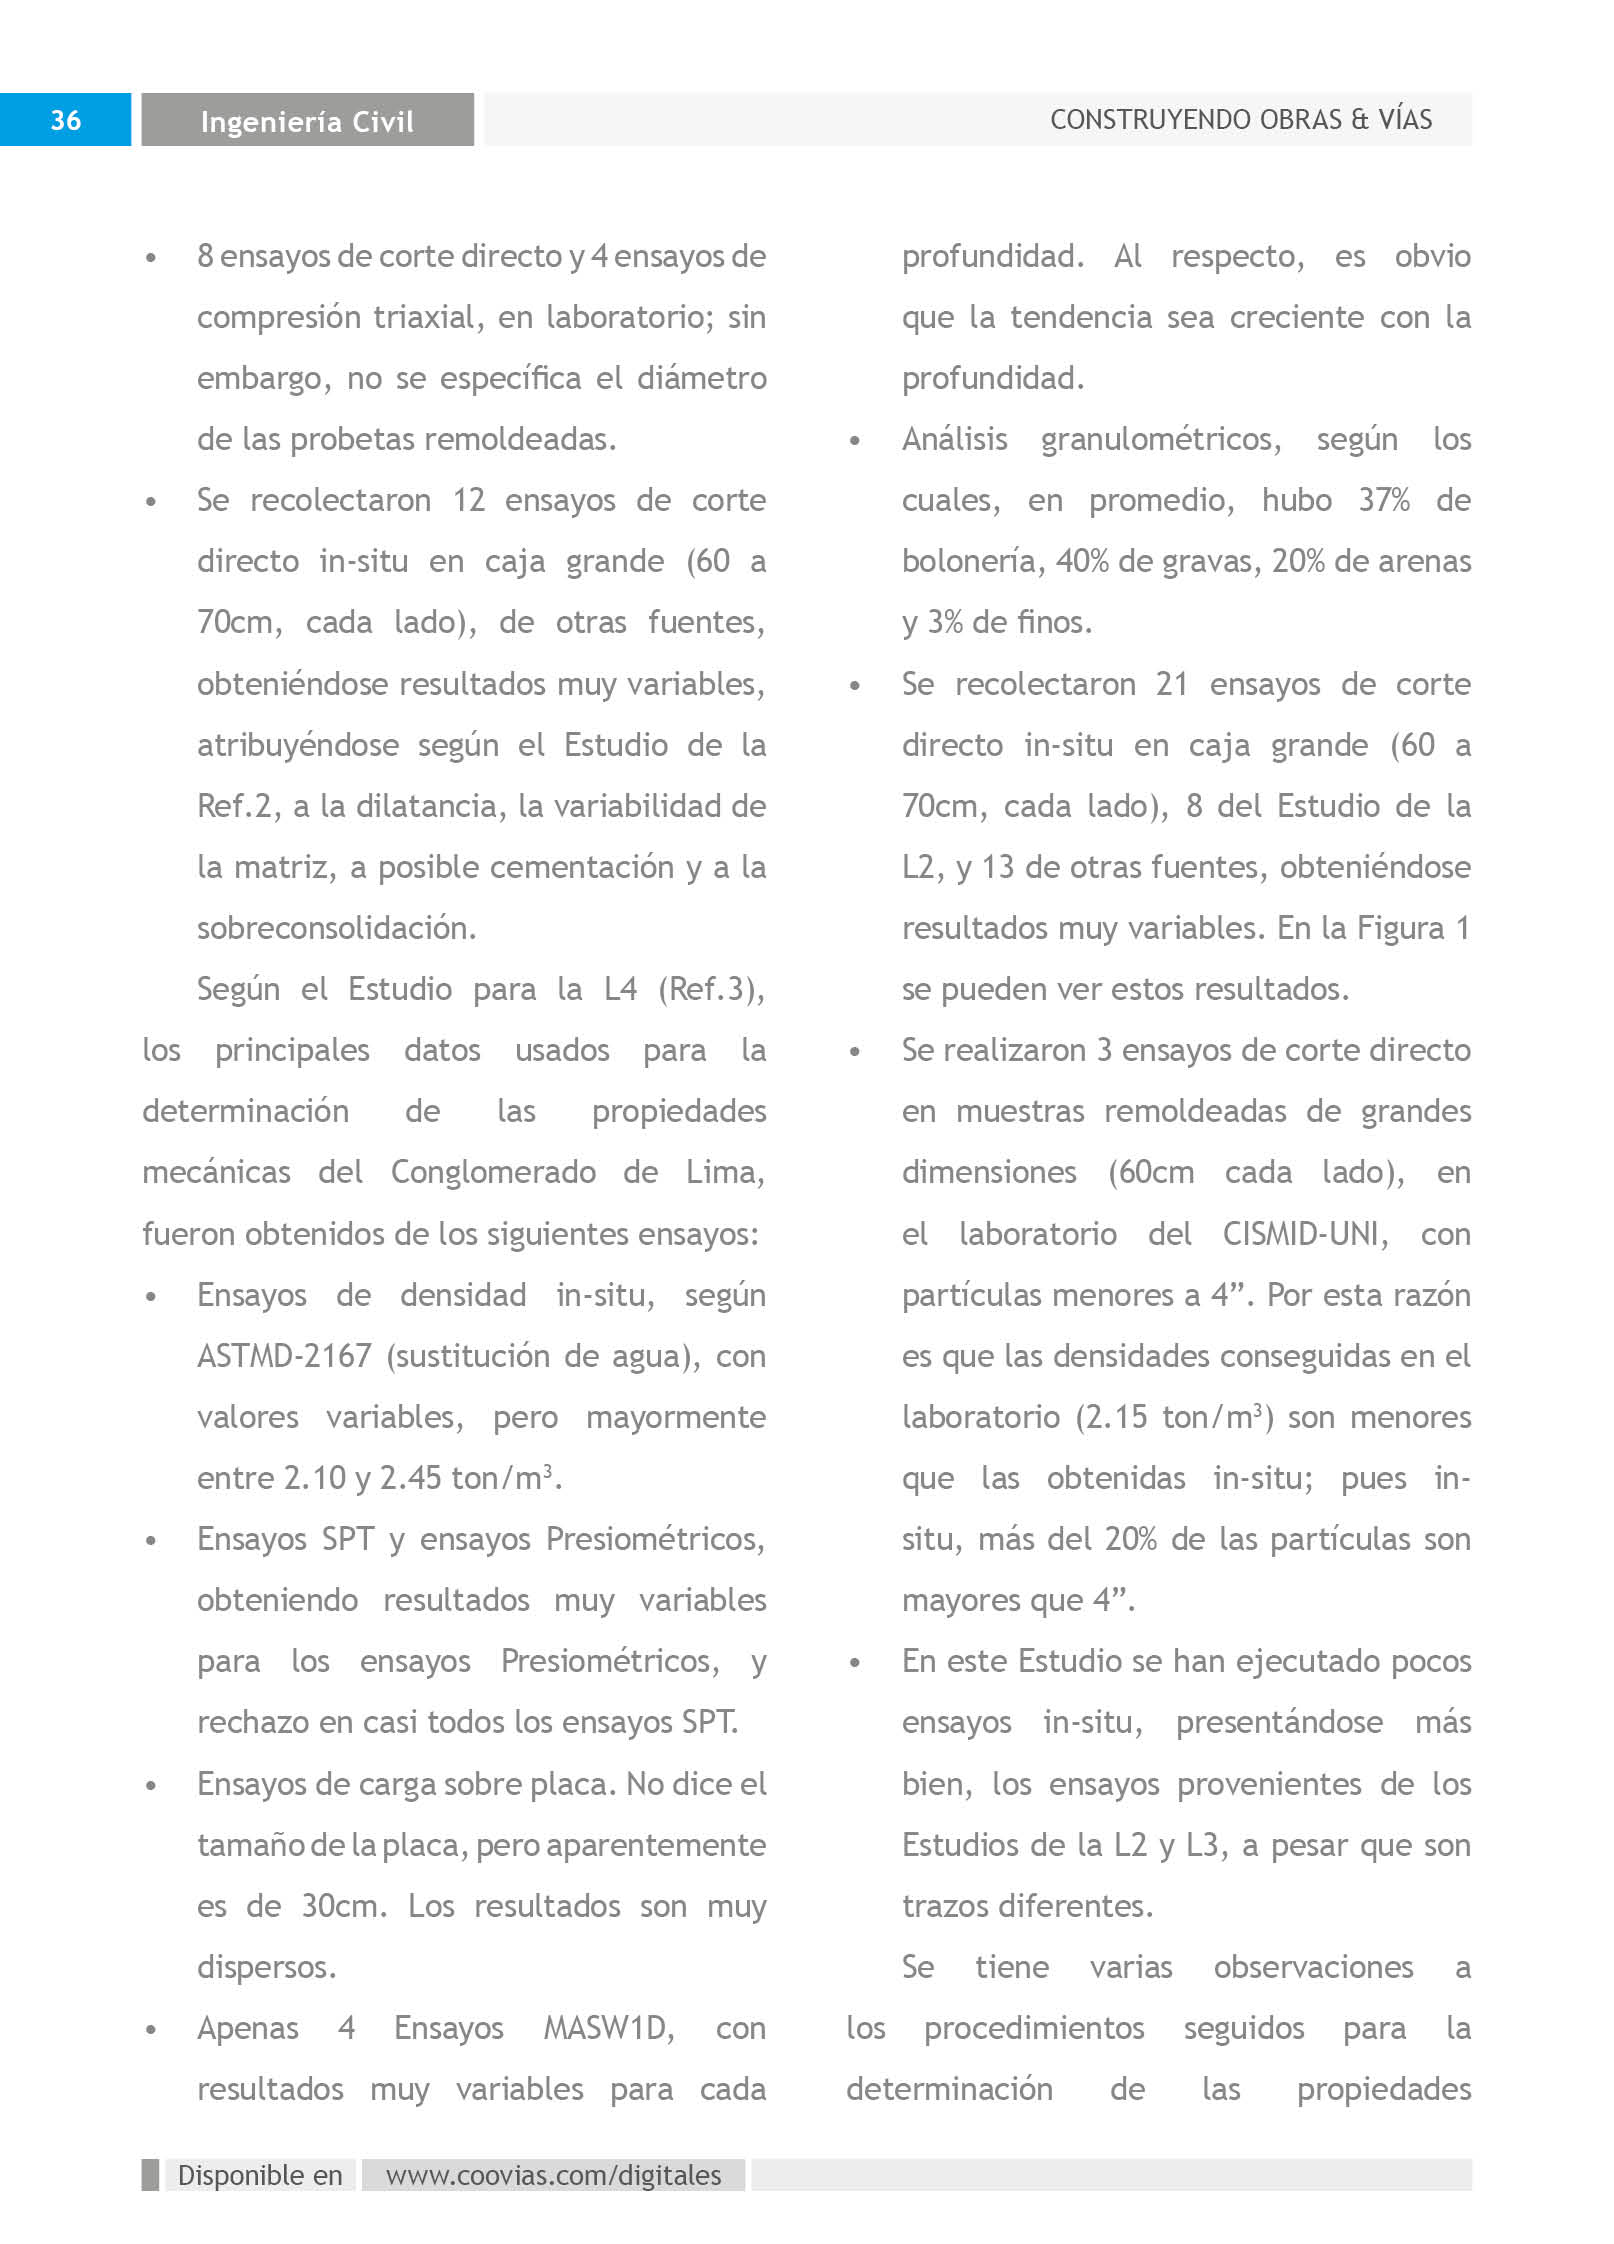 36
Ingeniería Civil
CONSTRUYENDO OBRAS & VÍAS
• 8 ensayos de corte directo y 4 ensayos de
compresión triaxial, en laboratorio; sin
embargo, no se específica el diámetro
de las probetas remoldeadas.
• Se recolectaron 12 ensayos de corte
directo in-situ en caja grande (60 a
70cm, cada lado), de otras fuentes,
obteniéndose resultados muy variables,
atribuyéndose según el Estudio de la
Ref.2, a la dilatancia, la variabilidad de
la matriz, a posible cementación y a la
sobreconsolidación.
Según el Estudio para la L4 (Ref.3),
los principales datos usados para la
determinación de las propiedades
mecánicas del Conglomerado de Lima,
fueron obtenidos de los siguientes ensayos:
• Ensayos de densidad in-situ, según
ASTMD-2167 (sustitución de agua), con
valores variables, pero mayormente
entre 2.10 y 2.45 ton/m³.
• Ensayos SPT y ensayos Presiométricos,
obteniendo resultados muy variables
para los ensayos Presiométricos, y
rechazo en casi todos los ensayos SPT.
• Ensayos de carga sobre placa. No dice el
tamaño de la placa, pero aparentemente
es de 30cm. Los resultados son muy
dispersos.
• Apenas 4 Ensayos MASW1D, con
resultados muy variables para cada
profundidad. Al respecto, es obvio
que la tendencia sea creciente con la
profundidad.
• Análisis granulométricos, según los
cuales, en promedio, hubo 37% de
bolonería, 40% de gravas, 20% de arenas
y 3% de finos.
• Se recolectaron 21 ensayos de corte
directo in-situ en caja grande (60 a
70cm, cada lado), 8 del Estudio de la
L2, y 13 de otras fuentes, obteniéndose
resultados muy variables. En la Figura 1
se pueden ver estos resultados.
• Se realizaron 3 ensayos de corte directo
en muestras remoldeadas de grandes
dimensiones (60cm cada lado), en
el laboratorio del CISMID-UNI, con
partículas menores a 4”. Por esta razón
es que las densidades conseguidas en el
laboratorio (2.15 ton/m³) son menores
que las obtenidas in-situ; pues in-
situ, más del 20% de las partículas son
mayores que 4”.
• En este Estudio se han ejecutado pocos
ensayos in-situ, presentándose más
bien, los ensayos provenientes de los
Estudios de la L2 y L3, a pesar que son
trazos diferentes.
Se tiene varias observaciones a
los procedimientos seguidos para la
determinación de las propiedades
Disponible en www.coovias.com/digitales